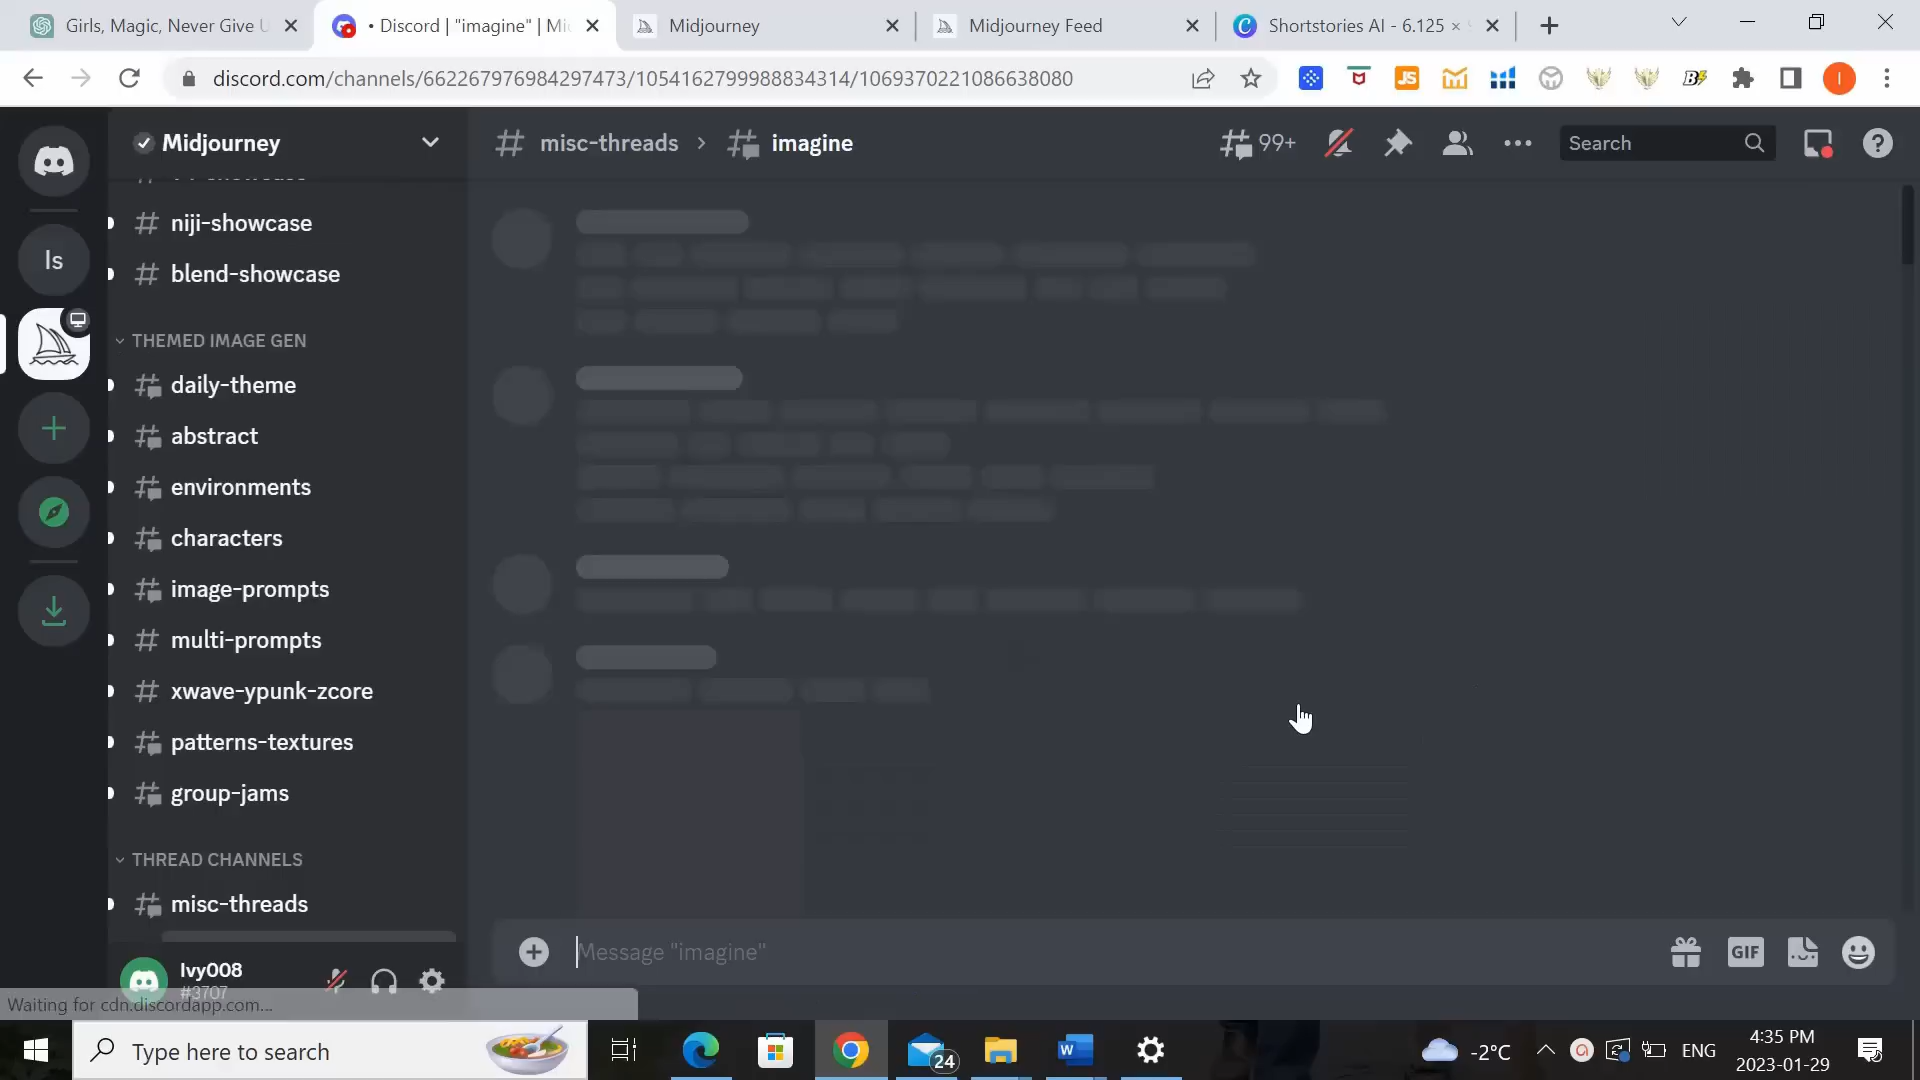 Girls, Magic, Never Give U
• Discord | "imagine" | Mi
Midjourney
Midjourney Feed
Shortstories AI - 6.125 ×
discord.com/channels/662267976984297473/1054162799988834314/1069370221086638080
JS
B
I
Midjourney
misc-threads > imagine
99+
Search
ls
niji-showcase
blend-showcase
THEMED IMAGE GEN
daily-theme
abstract
environments
characters
image-prompts
multi-prompts
xwave-ypunk-zcore
patterns-textures
group-jams
THREAD CHANNELS
misc-threads
Message "imagine"
GIF
Ivy008
#3707
Waiting for cdn.discordapp.com...
Type here to search
24
W
-2°C
ENG
4:35 PM
2023-01-29